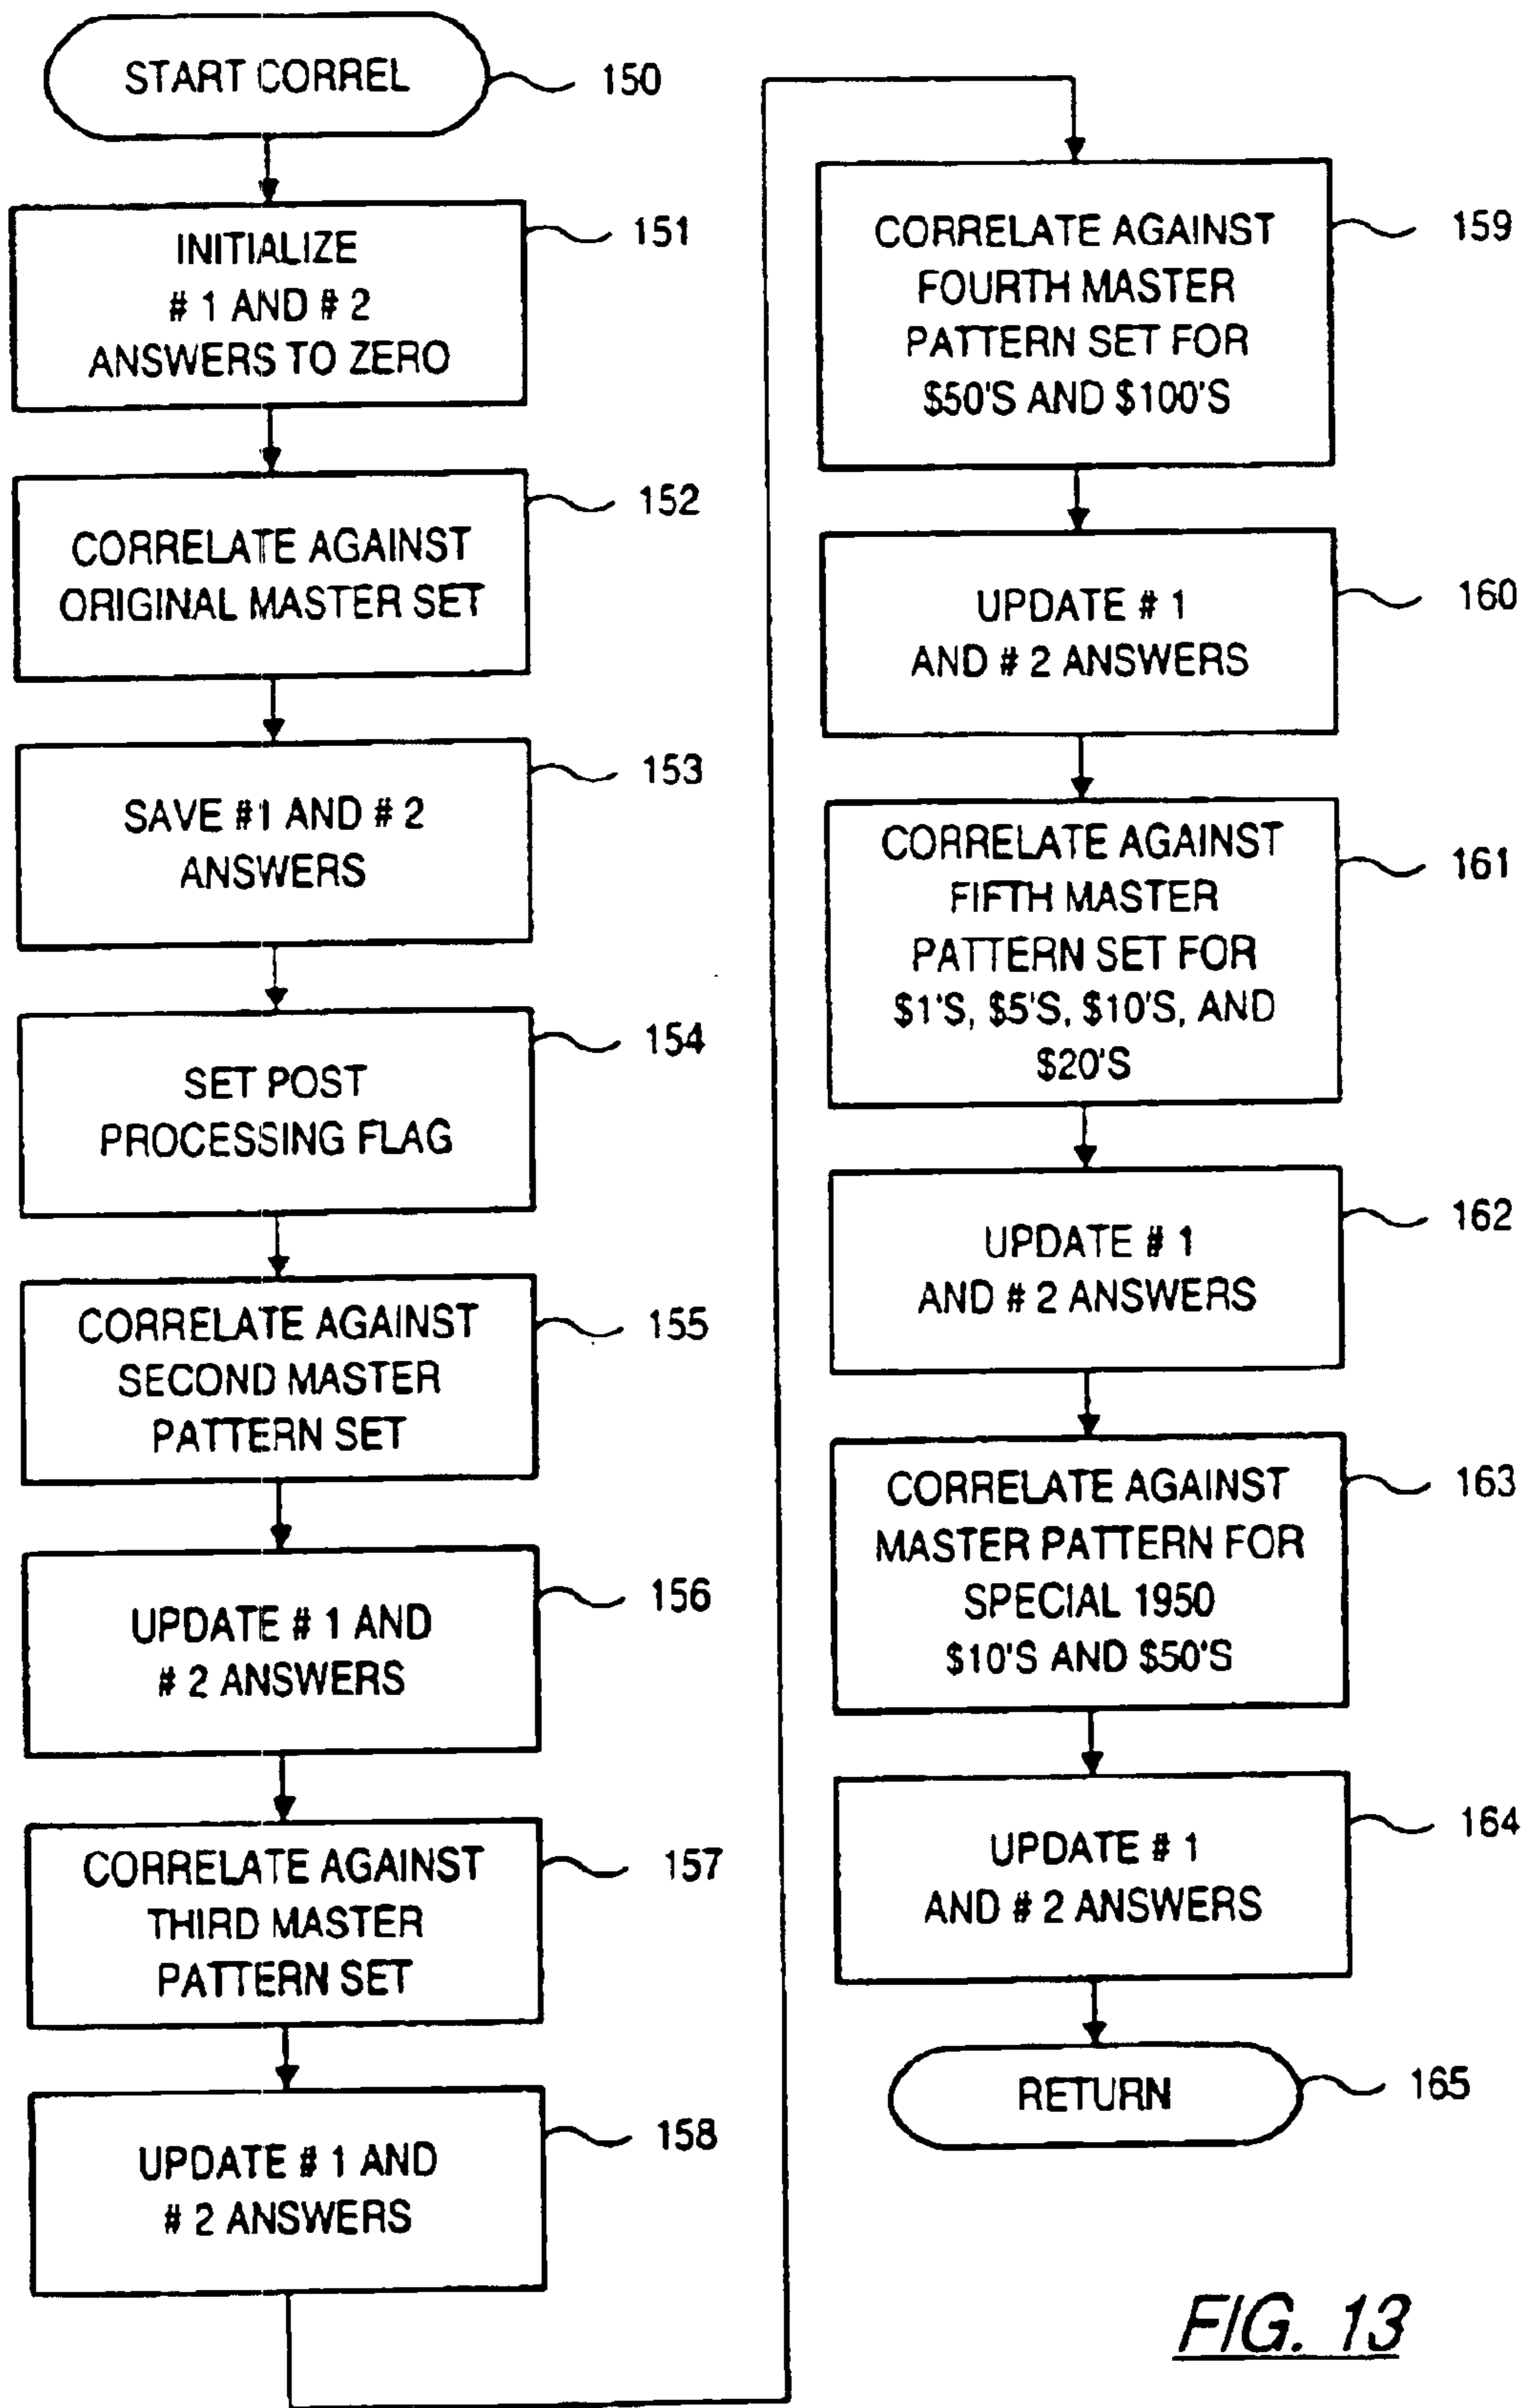 START CORREL
150
INITIALIZE
# 1 AND # 2
ANSWERS TO ZERO
151
CORRELATE AGAINST
ORIGINAL MASTER SET
152
SAVE #1 AND # 2
ANSWERS
153
SET POST
PROCESSING FLAG
154
CORRELATE AGAINST
SECOND MASTER
PATTERN SET
155
UPDATE # 1 AND
# 2 ANSWERS
156
CORRELATE AGAINST
THIRD MASTER
PATTERN SET
157
UPDATE # 1 AND
# 2 ANSWERS
158
CORRELATE AGAINST
FOURTH MASTER
PATTERN SET FOR
$50'S AND $100'S
159
UPDATE # 1
AND # 2 ANSWERS
160
CORRELATE AGAINST
FIFTH MASTER
PATTERN SET FOR
$1'S, $5'S, $10'S, AND
$20'S
161
UPDATE # 1
AND # 2 ANSWERS
162
CORRELATE AGAINST
MASTER PATTERN FOR
SPECIAL 1950
$10'S AND $50'S
163
UPDATE # 1
AND # 2 ANSWERS
164
RETURN
165
FIG. 13